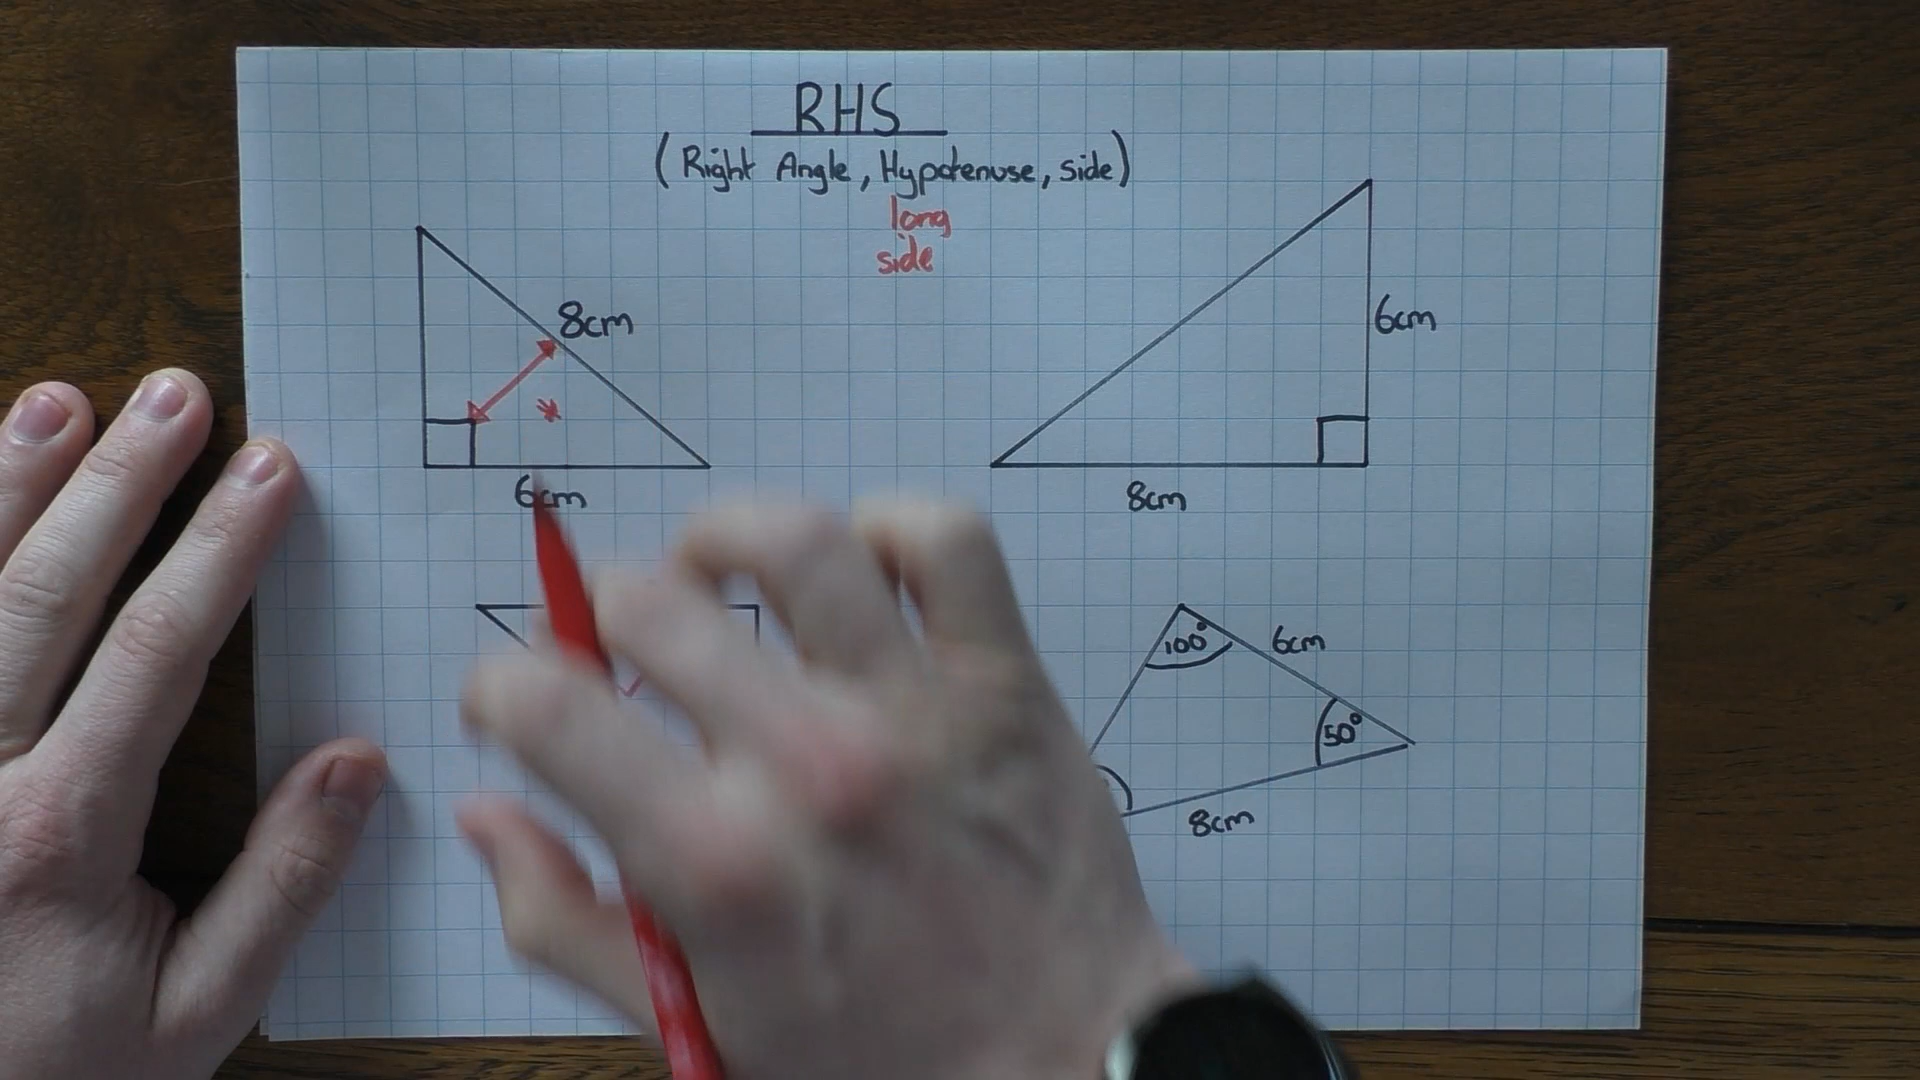 RHS
(Right Angle, Hypotenuse, side)
long
side
8cm
6cm
6cm
8cm
100°
6cm
50°
8cm